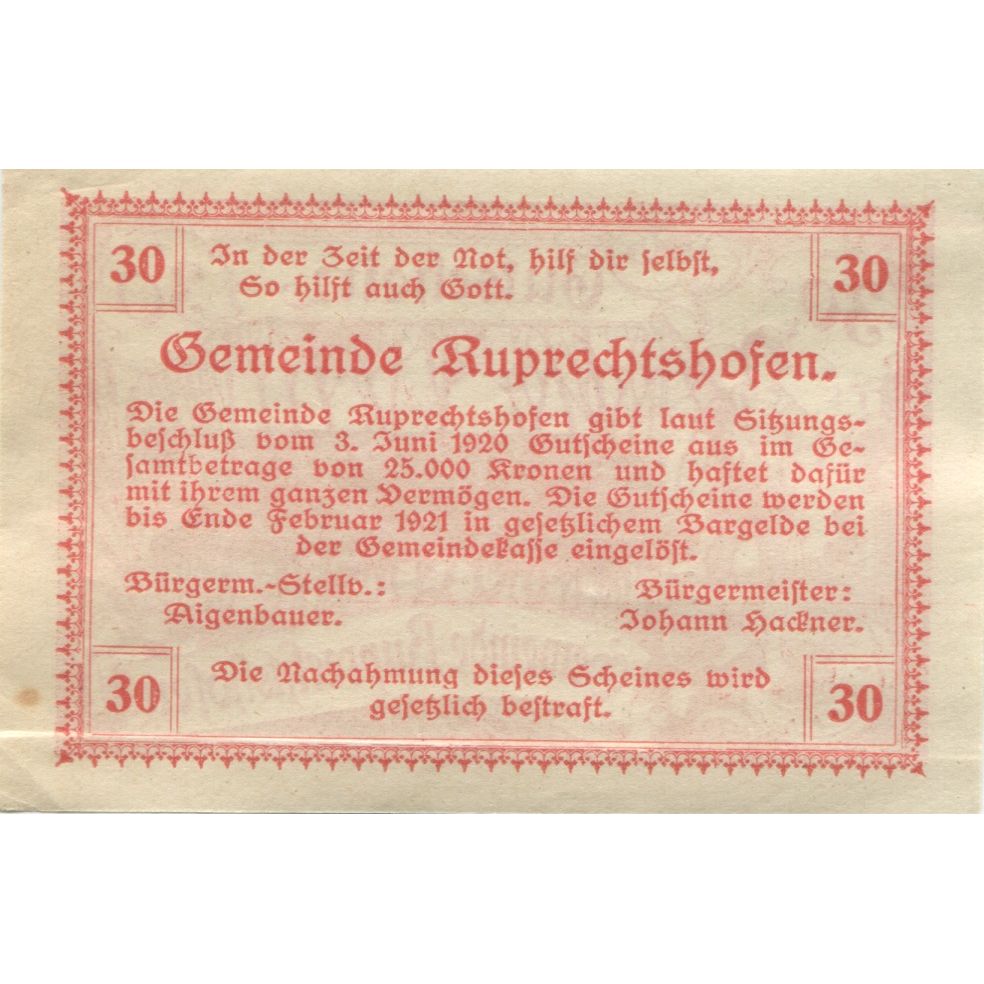 30
In der Zeit der Not, hilf dir selbst,
So hilft auch Gott.
30
Gemeinde Ruprechtshofen.
Die Gemeinde Ruprechtshofen gibt laut Sitzungs-
beschluß vom 3. Juni 1920 Gutscheine aus im Ge-
samtbetrage von 25.000 Kronen und haftet dafür
mit ihrem ganzen Vermögen. Die Gutscheine werden
bis Ende Februar 1921 in gesetzlichem Bargelde bei
der Gemeindekasse eingelöst.
Bürgerm.-Stellv.:
Aigenbauer.
Bürgermeister:
Johann Hackner.
30
Die Nachahmung dieses Scheines wird
gesetzlich bestraft.
30